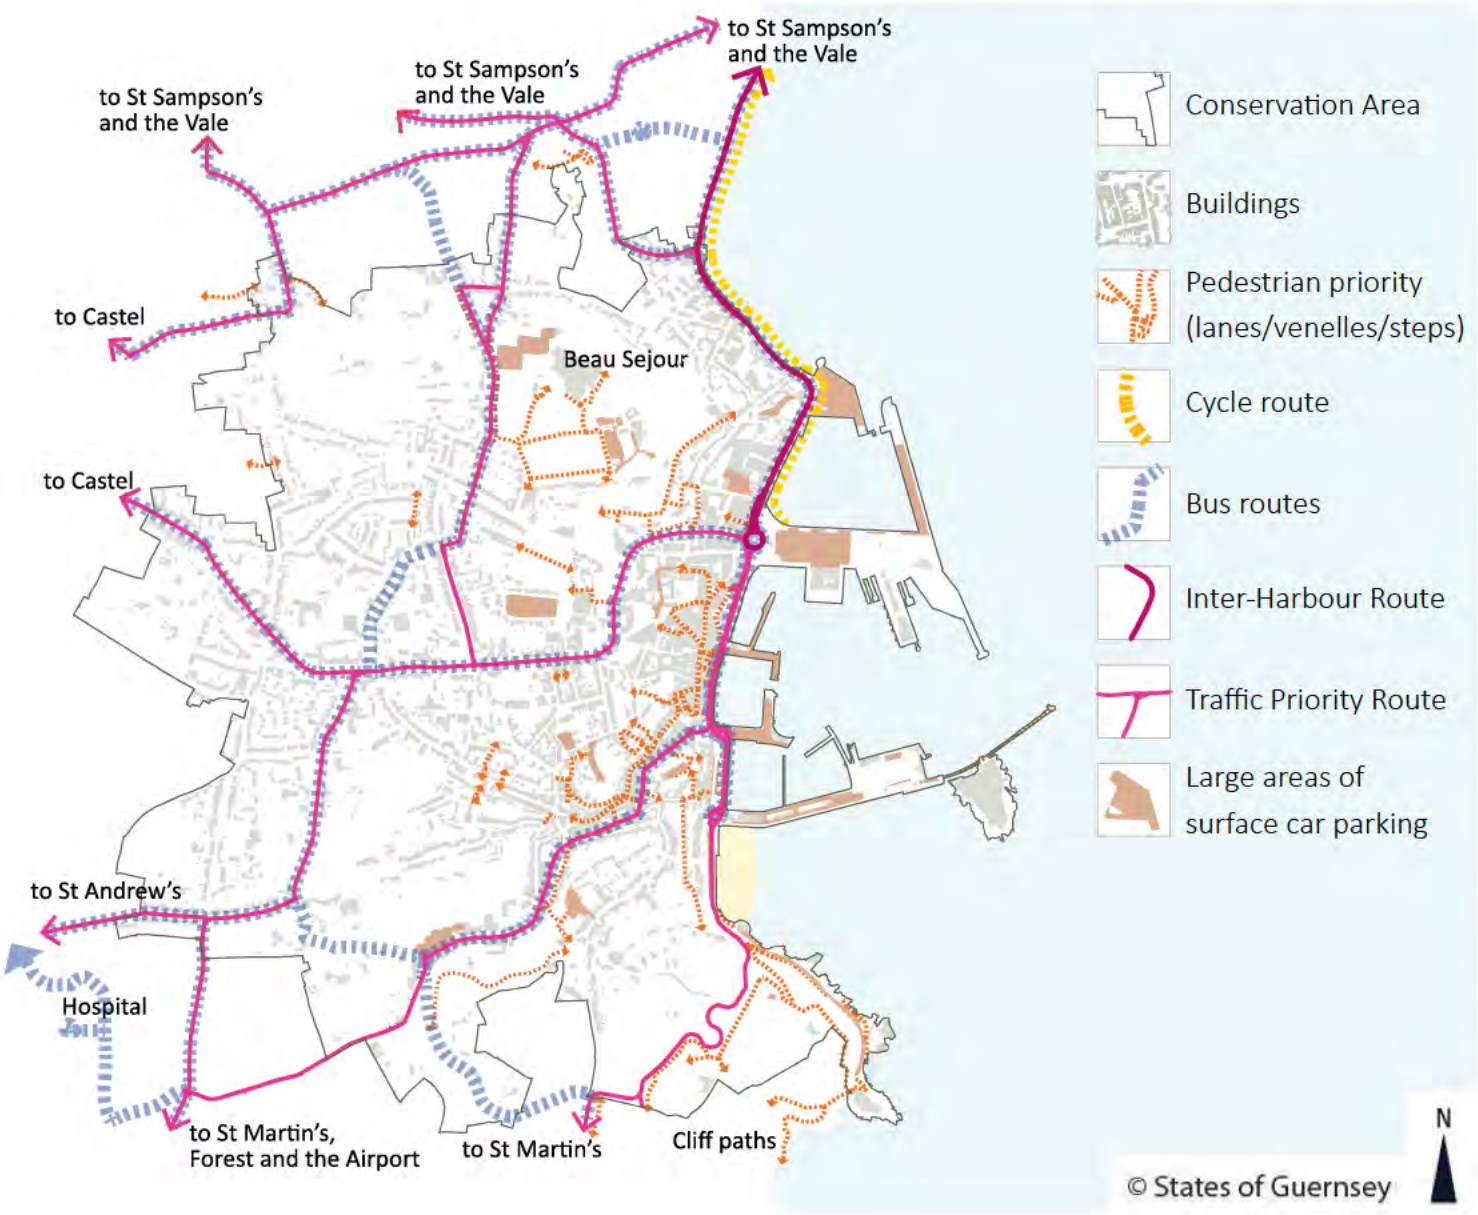 to St Sampson's
and the Vale
to St Sampson's
and the Vale
to St Sampson's
and the Vale
to Castel
Beau Sejour
to Castel
to St Andrew's
Hospital
to St Martin's,
Forest and the Airport
to St Martin's
Cliff paths
Conservation Area
Buildings
Pedestrian priority
(lanes/venelles/steps)
Cycle route
Bus routes
Inter-Harbour Route
Traffic Priority Route
Large areas of
surface car parking
N
© States of Guernsey